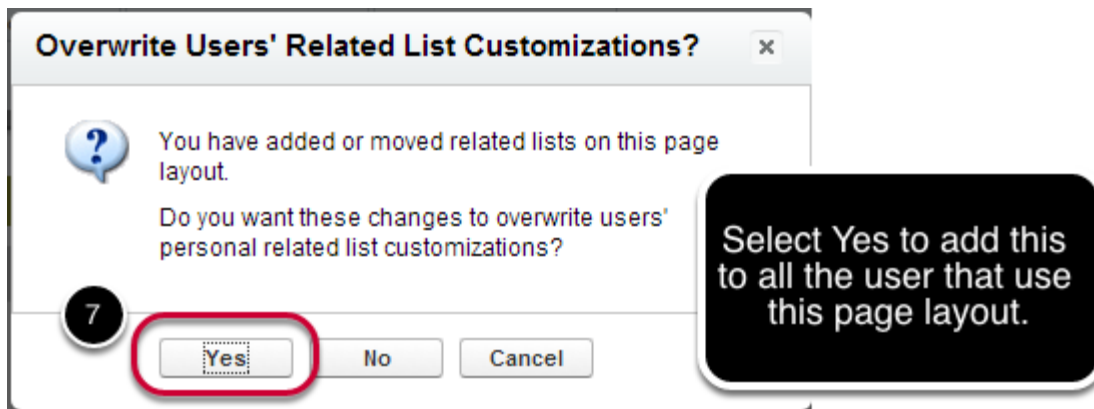 Overwrite Users' Related List Customizations?
You have added or moved related lists on this page
layout.
Do you want these changes to overwrite users'
personal related list customizations?
Select Yes to add this
to all the user that use
this page layout.
7
Yes No Cancel